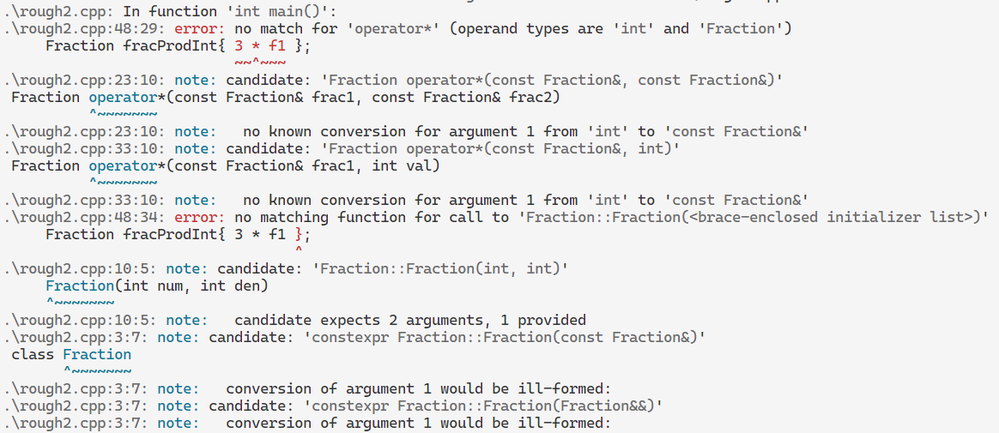 .\rough2.cpp: In function 'int main()':
.\rough2.cpp:48:29: error: no match for 'operator*' (operand types are 'int' and 'Fraction')
     Fraction fracProdInt{ 3 * f1 };
                           ~~^~~~
.\rough2.cpp:23:10: note: candidate: 'Fraction operator*(const Fraction&, const Fraction&)'
 Fraction operator*(const Fraction& frac1, const Fraction& frac2)
          ^~~~~~~~
.\rough2.cpp:23:10: note:   no known conversion for argument 1 from 'int' to 'const Fraction&'
.\rough2.cpp:33:10: note: candidate: 'Fraction operator*(const Fraction&, int)'
 Fraction operator*(const Fraction& frac1, int val)
          ^~~~~~~~
.\rough2.cpp:33:10: note:   no known conversion for argument 1 from 'int' to 'const Fraction&'
.\rough2.cpp:48:34: error: no matching function for call to 'Fraction::Fraction(<brace-enclosed initializer list>)'
     Fraction fracProdInt{ 3 * f1 };
                                  ^
.\rough2.cpp:10:5: note: candidate: 'Fraction::Fraction(int, int)'
     Fraction(int num, int den)
     ^~~~~~~~
.\rough2.cpp:10:5: note:   candidate expects 2 arguments, 1 provided
.\rough2.cpp:3:7: note: candidate: 'constexpr Fraction::Fraction(const Fraction&)'
 class Fraction
       ^~~~~~~~
.\rough2.cpp:3:7: note:   conversion of argument 1 would be ill-formed:
.\rough2.cpp:3:7: note: candidate: 'constexpr Fraction::Fraction(Fraction&&)'
.\rough2.cpp:3:7: note:   conversion of argument 1 would be ill-formed: